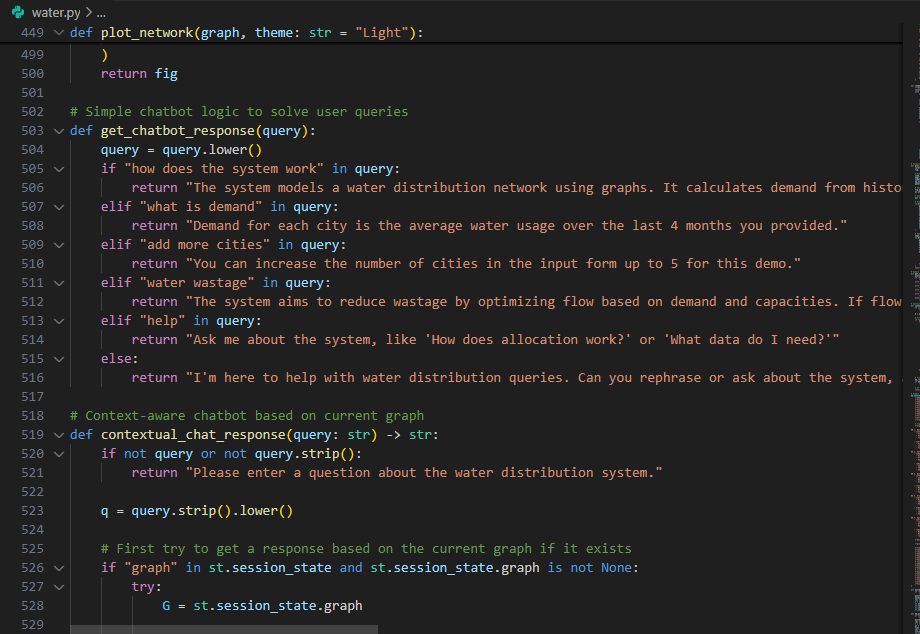 water.py > ...
449 def plot_network(graph, theme: str = "Light"):
499         )
500     return fig
501
502 # Simple chatbot logic to solve user queries
503 def get_chatbot_response(query):
504     query = query.lower()
505     if "how does the system work" in query:
506         return "The system models a water distribution network using graphs. It calculates demand from histo
507     elif "what is demand" in query:
508         return "Demand for each city is the average water usage over the last 4 months you provided."
509     elif "add more cities" in query:
510         return "You can increase the number of cities in the input form up to 5 for this demo."
511     elif "water wastage" in query:
512         return "The system aims to reduce wastage by optimizing flow based on demand and capacities. If flow
513     elif "help" in query:
514         return "Ask me about the system, like 'How does allocation work?' or 'What data do I need?'"
515     else:
516         return "I'm here to help with water distribution queries. Can you rephrase or ask about the system,
517
518 # Context-aware chatbot based on current graph
519 def contextual_chat_response(query: str) -> str:
520     if not query or not query.strip():
521         return "Please enter a question about the water distribution system."
522
523     q = query.strip().lower()
524
525     # First try to get a response based on the current graph if it exists
526     if "graph" in st.session_state and st.session_state.graph is not None:
527         try:
528             G = st.session_state.graph
529